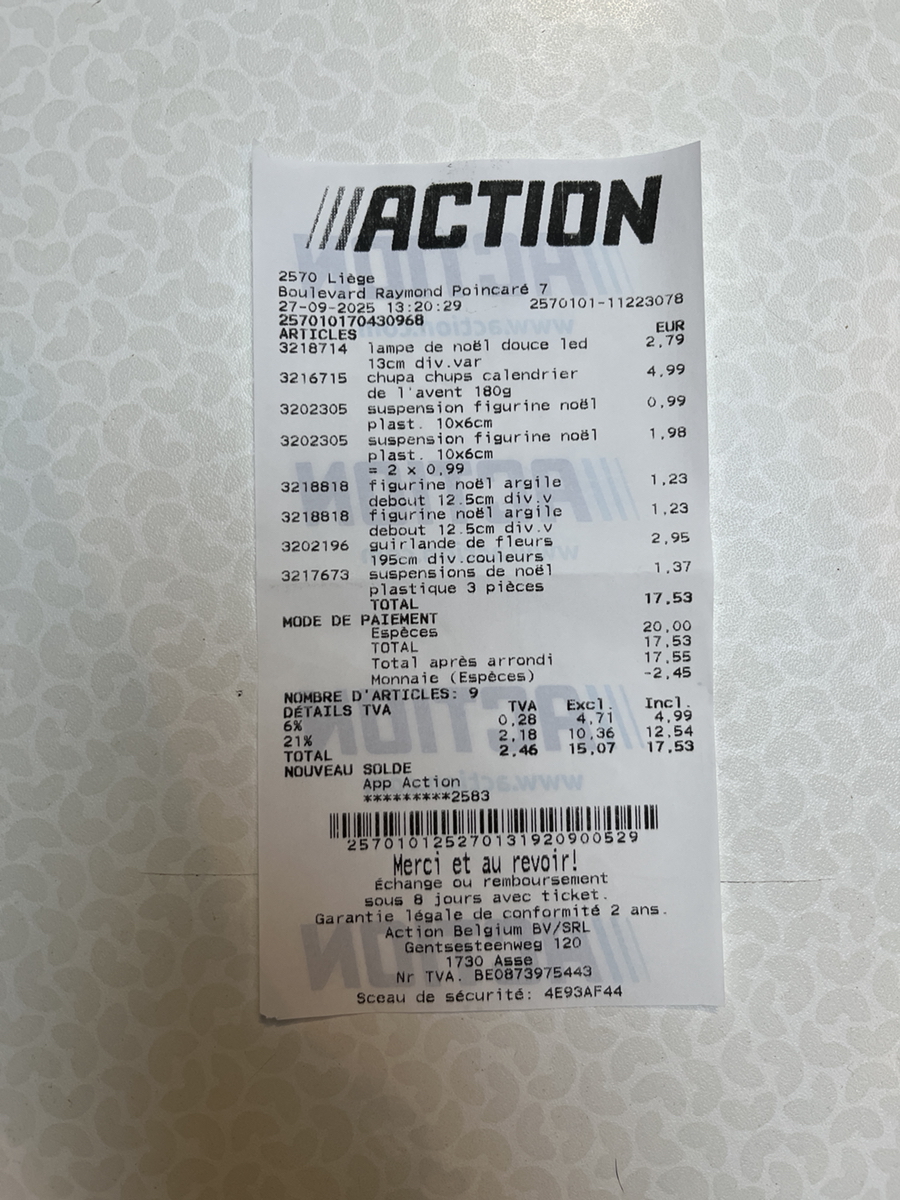 ACTION
2570 Liège
Boulevard Raymond Poincaré 7
27-09-2025 13:20:29 2570101-11223078
257010170430968
ARTICLES EUR
3218714 lampe de noël douce led 2,79
13cm div.var
3216715 chupa chups calendrier 4,99
de l'avent 180g
3202305 suspension figurine noël 0,99
plast. 10x6cm
3202305 suspension figurine noël 1,98
plast. 10x6cm
= 2 x 0,99
3218818 figurine noël argile 1,23
debout 12.5cm div.v
3218818 figurine noël argile 1,23
debout 12.5cm div.v
3202196 guirlande de fleurs 2,95
195cm div.couleurs
3217673 suspensions de noël 1,37
plastique 3 pièces
TOTAL 17,53
MODE DE PAIEMENT
Espèces 20,00
TOTAL 17,53
Total après arrondi 17,55
Monnaie (Espèces) -2,45
NOMBRE D'ARTICLES: 9
DÉTAILS TVA TVA Excl. Incl.
6% 0,28 4,71 4,99
21% 2,18 10,36 12,54
TOTAL 2,46 15,07 17,53
NOUVEAU SOLDE
App Action
*********2583
257010125270131920900529
Merci et au revoir!
Échange ou remboursement
sous 8 jours avec ticket.
Garantie légale de conformité 2 ans.
Action Belgium BV/SRL
Gentsesteenweg 120
1730 Asse
Nr TVA. BE0873975443
Sceau de sécurité: 4E93AF44